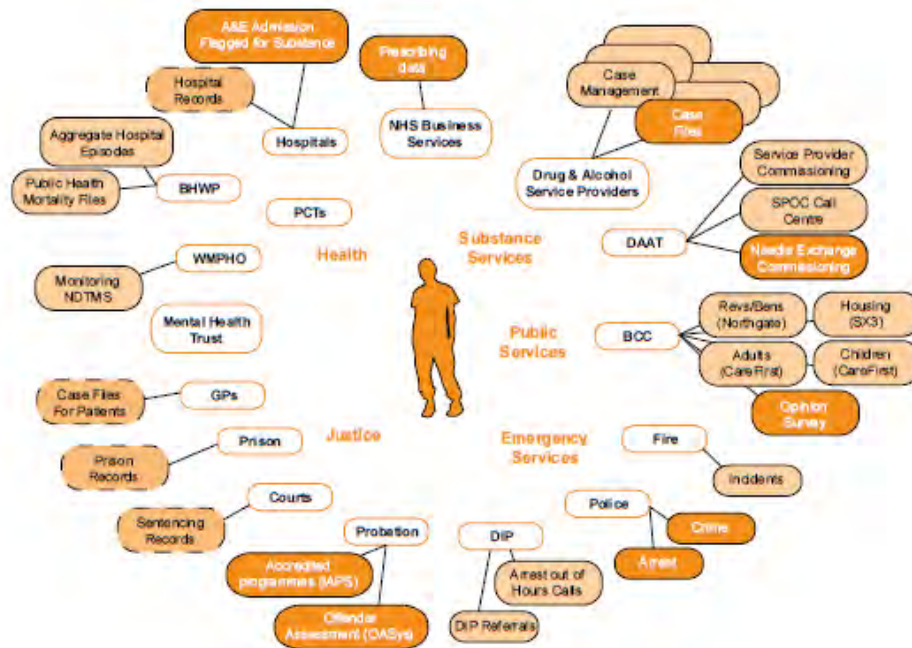 A&E Admission
Flagged for Substance
Prescribing
data
Hospital
Records
Case
Management
Case
Files
Aggregate Hospital
Episodes
Hospitals
NHS Business
Services
Public Health
Mortality Files
BHWP
Drug & Alcohol
Service Providers
Service Provider
Commissioning
SPOC Call
Centre
PCTs
DAAT
Needle Exchange
Commissioning
Health
Substance
Services
WMPHO
Monitoring
NDTMS
Mental Health
Trust
Public
Services
BCC
Revs/Bens
(Northgate)
Housing
(SX3)
Adults
(CareFirst)
Children
(CareFirst)
Opinion
Survey
Case Files
For Patients
GPs
Justice
Emergency
Services
Fire
Incidents
Prison
Prison
Records
Courts
Sentencing
Records
Probation
DIP
Police
Crime
Arrest
Accredited
programmes (IAPS)
Arrest out of
Hours Calls
Offender
Assessment (OASys)
DIP Referrals